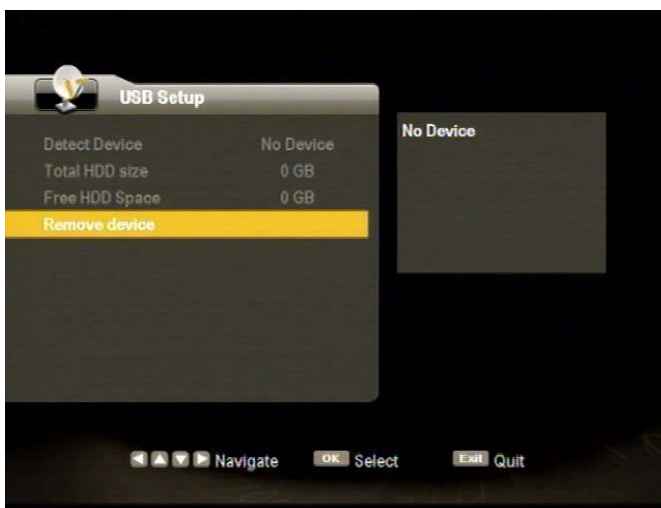 USB Setup
Detect Device No Device
Total HDD size 0 GB
Free HDD Space 0 GB
Remove device
No Device
Navigate OK Select Exit Quit